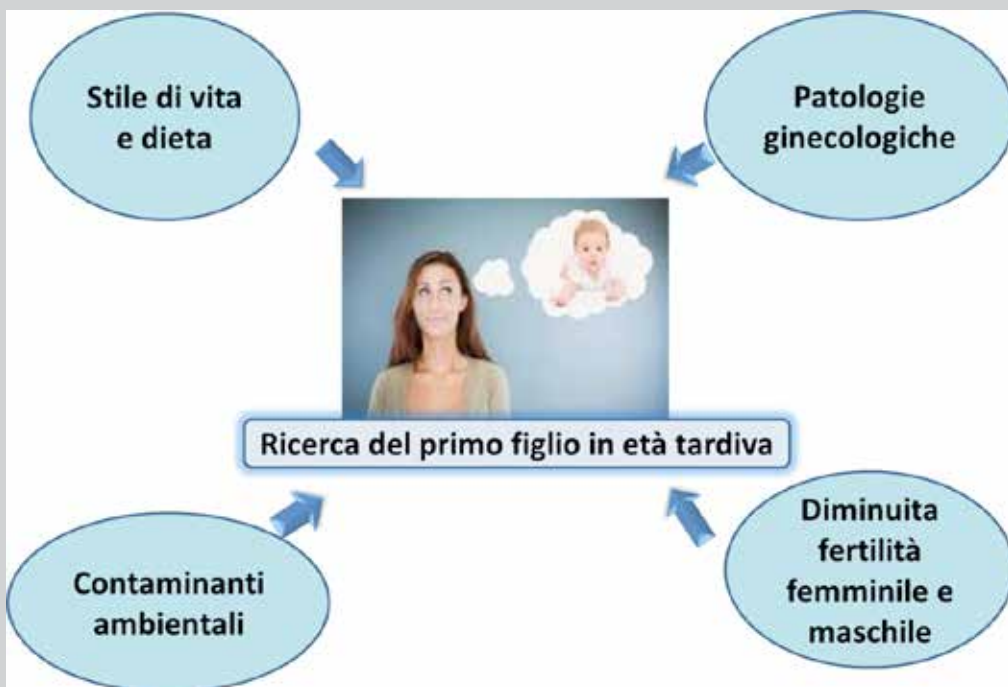 Stile di vita
e dieta
Patologie
ginecologiche
Ricerca del primo figlio in età tardiva
Contaminanti
ambientali
Diminuita
fertilità
femminile e
maschile